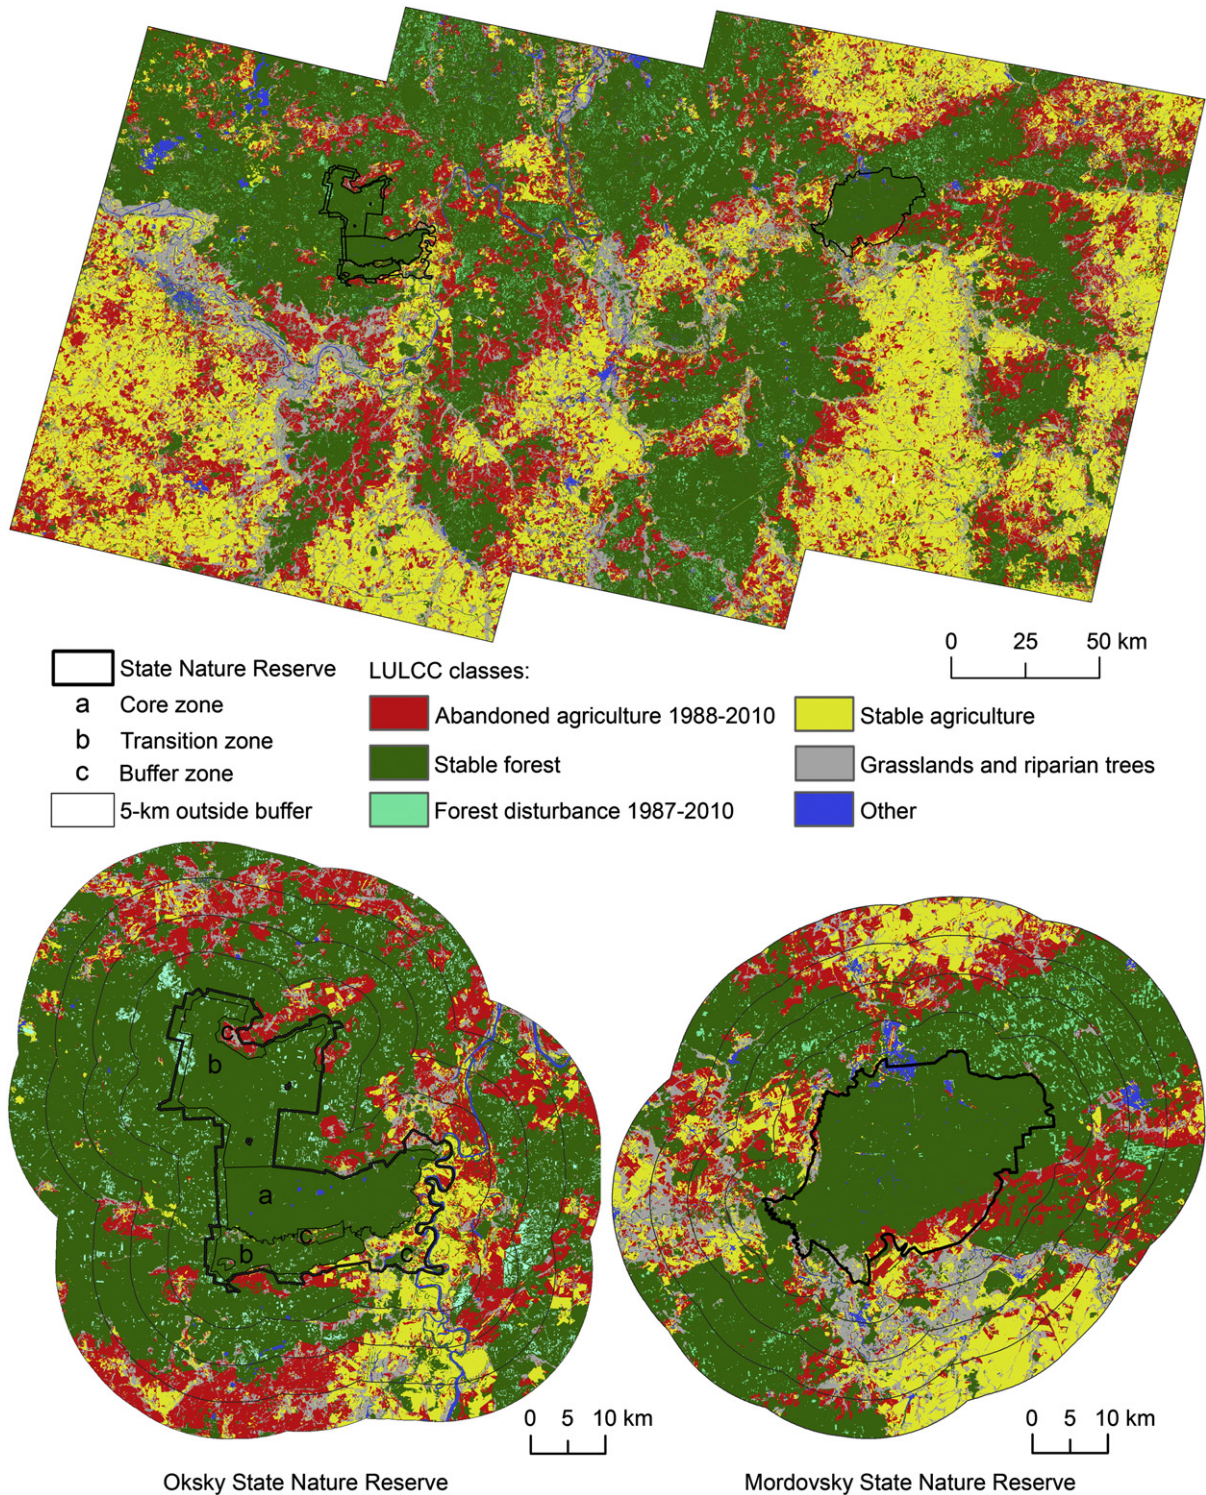 0 25 50 km
State Nature Reserve
a Core zone
b Transition zone
c Buffer zone
5-km outside buffer
LULCC classes:
Abandoned agriculture 1988-2010
Stable forest
Forest disturbance 1987-2010
Stable agriculture
Grasslands and riparian trees
Other
c
b
a
c
b
c
0 5 10 km
Oksky State Nature Reserve
0 5 10 km
Mordovsky State Nature Reserve